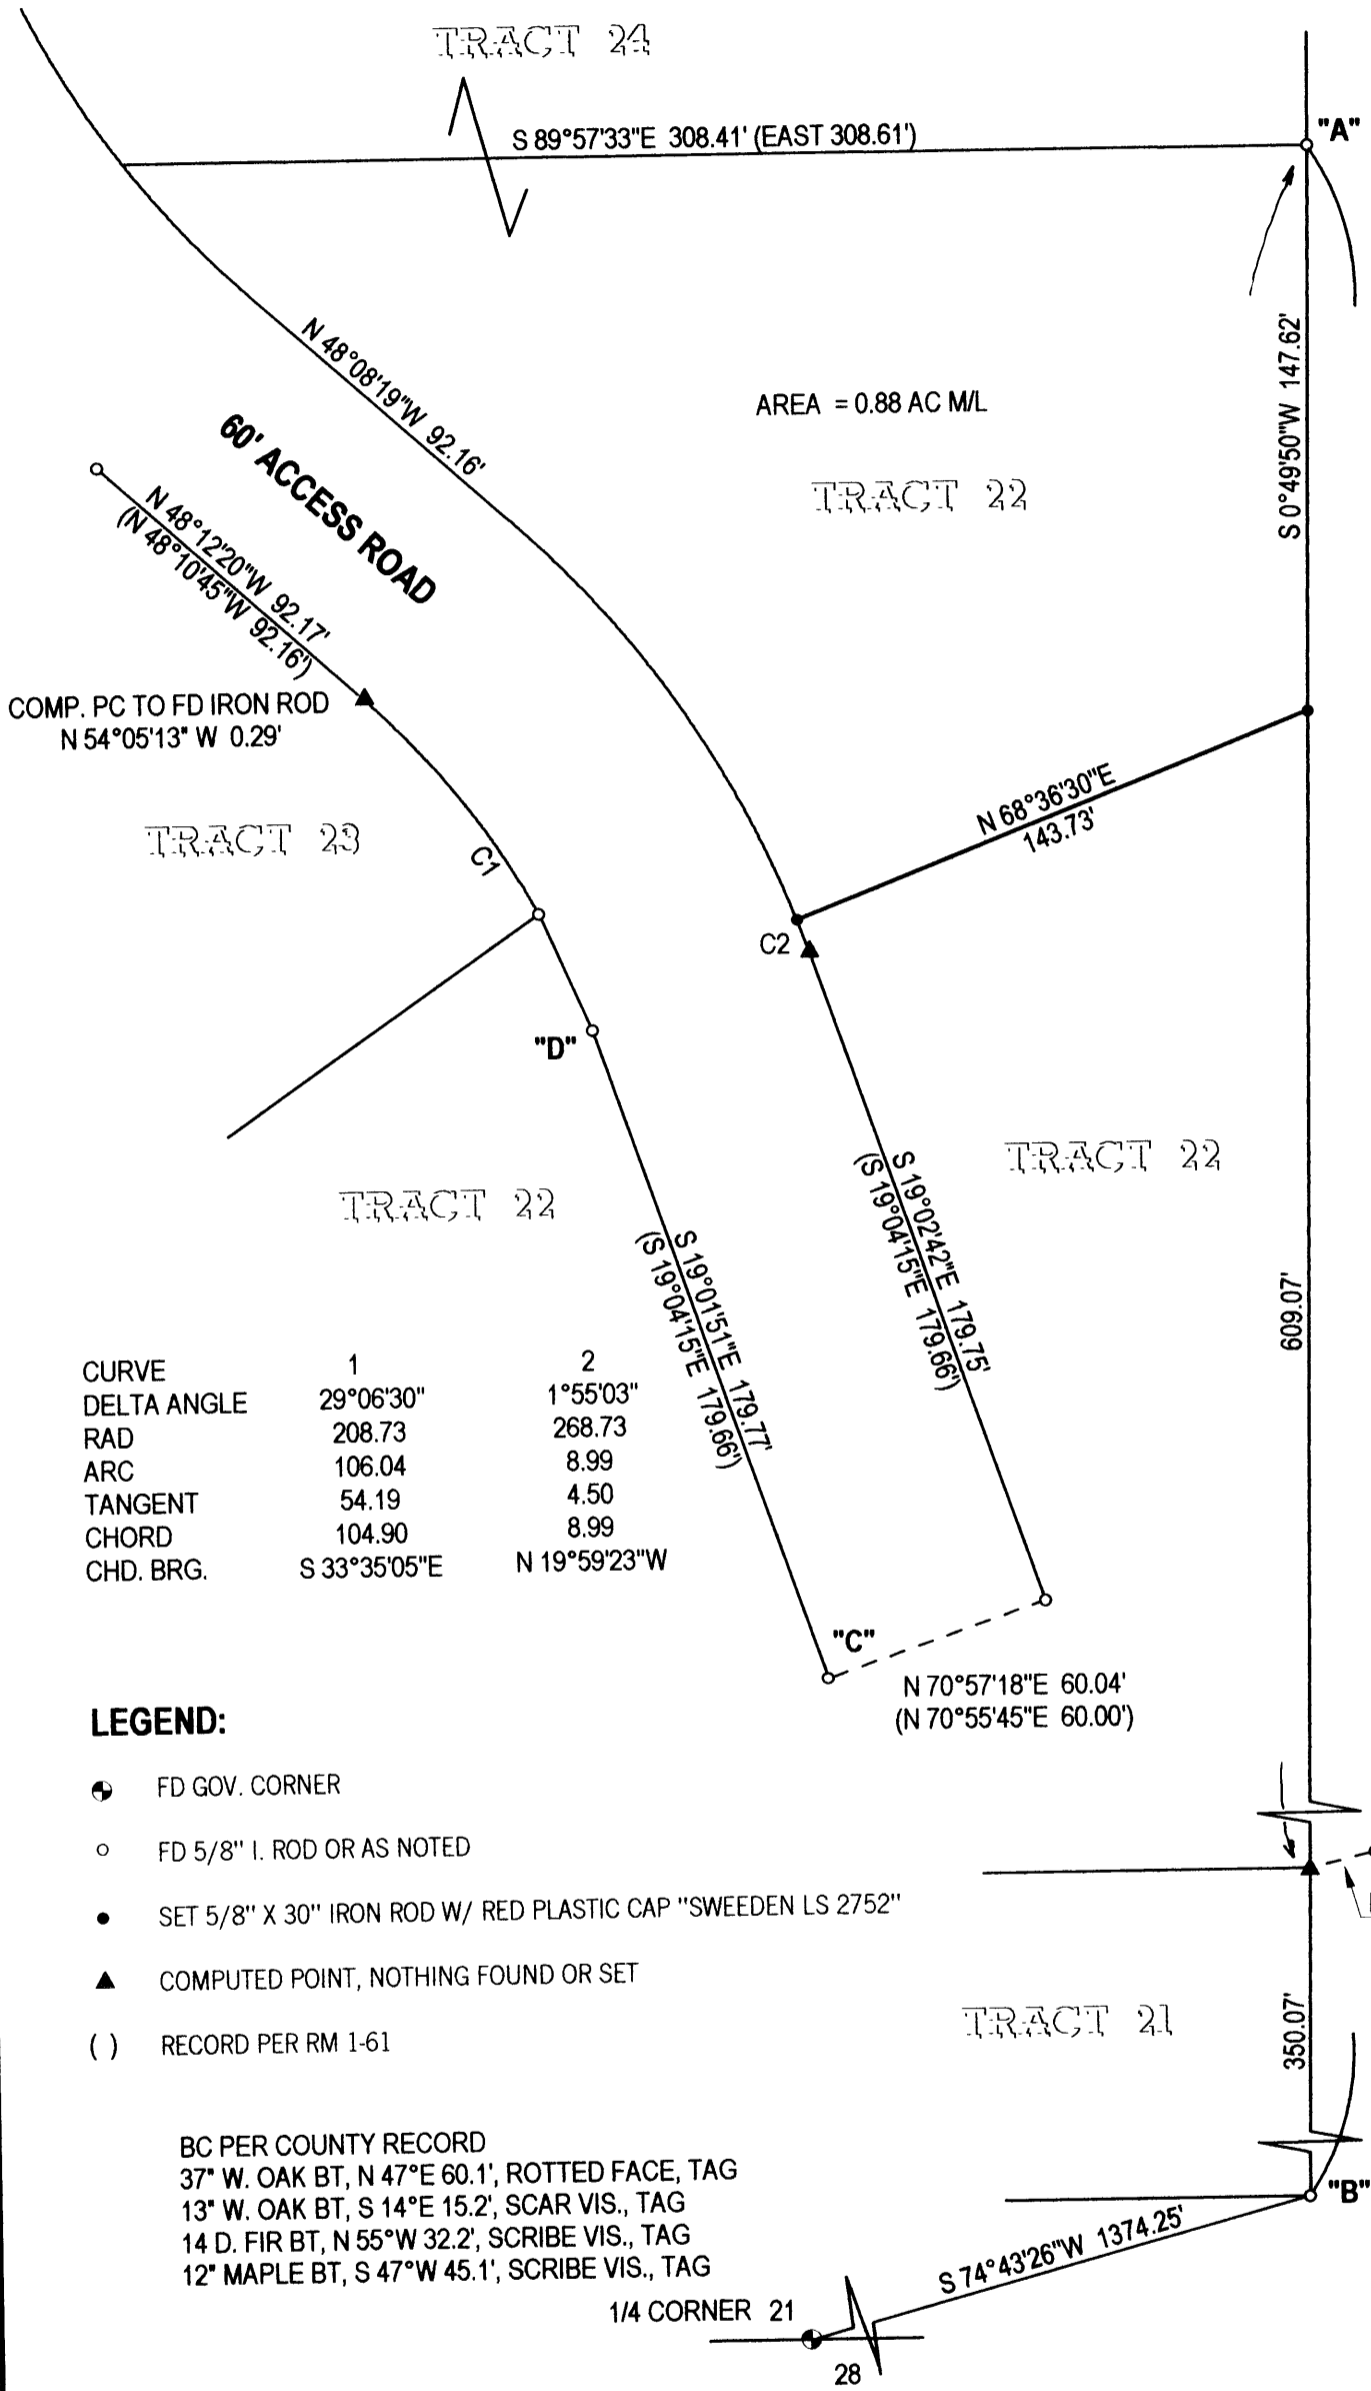 TRACT 24
S 89°57'33"E 308.41' (EAST 308.61')
"A"
N 48°08'19"W 92.16'
S 0°49'50"W 147.62'
AREA = 0.88 AC M/L
60' ACCESS ROAD
TRACT 22
N 48°12'20"W 92.17'
(N 48°10'45"W 92.16')
COMP. PC TO FD IRON ROD
N 54°05'13" W 0.29'
N 68°36'30"E
143.73'
TRACT 23
C1
C2
"D"
TRACT 22
TRACT 22
S 19°02'42"E 179.75'
(S 19°04'15"E 179.66')
S 19°01'51"E 179.77'
(S 19°04'15"E 179.66')
609.07'
CURVE 1 2
DELTA ANGLE 29°06'30" 1°55'03"
RAD 208.73 268.73
ARC 106.04 8.99
TANGENT 54.19 4.50
CHORD 104.90 8.99
CHD. BRG. S 33°35'05"E N 19°59'23"W
"C"
N 70°57'18"E 60.04'
(N 70°55'45"E 60.00')
LEGEND:
FD GOV. CORNER
FD 5/8" I. ROD OR AS NOTED
SET 5/8" X 30" IRON ROD W/ RED PLASTIC CAP "SWEEDEN LS 2752"
COMPUTED POINT, NOTHING FOUND OR SET
( ) RECORD PER RM 1-61
TRACT 21
350.07'
BC PER COUNTY RECORD
37" W. OAK BT, N 47°E 60.1', ROTTED FACE, TAG
13" W. OAK BT, S 14°E 15.2', SCAR VIS., TAG
14 D. FIR BT, N 55°W 32.2', SCRIBE VIS., TAG
12" MAPLE BT, S 47°W 45.1', SCRIBE VIS., TAG
"B"
S 74°43'26"W 1374.25'
1/4 CORNER 21
28